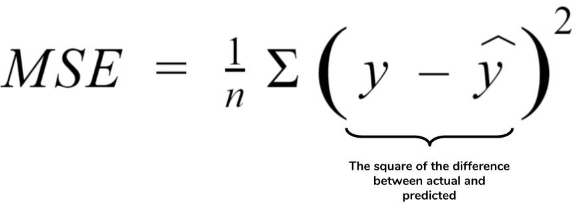 MSE = 1/n Σ (y − ŷ)²
The square of the difference
between actual and
predicted